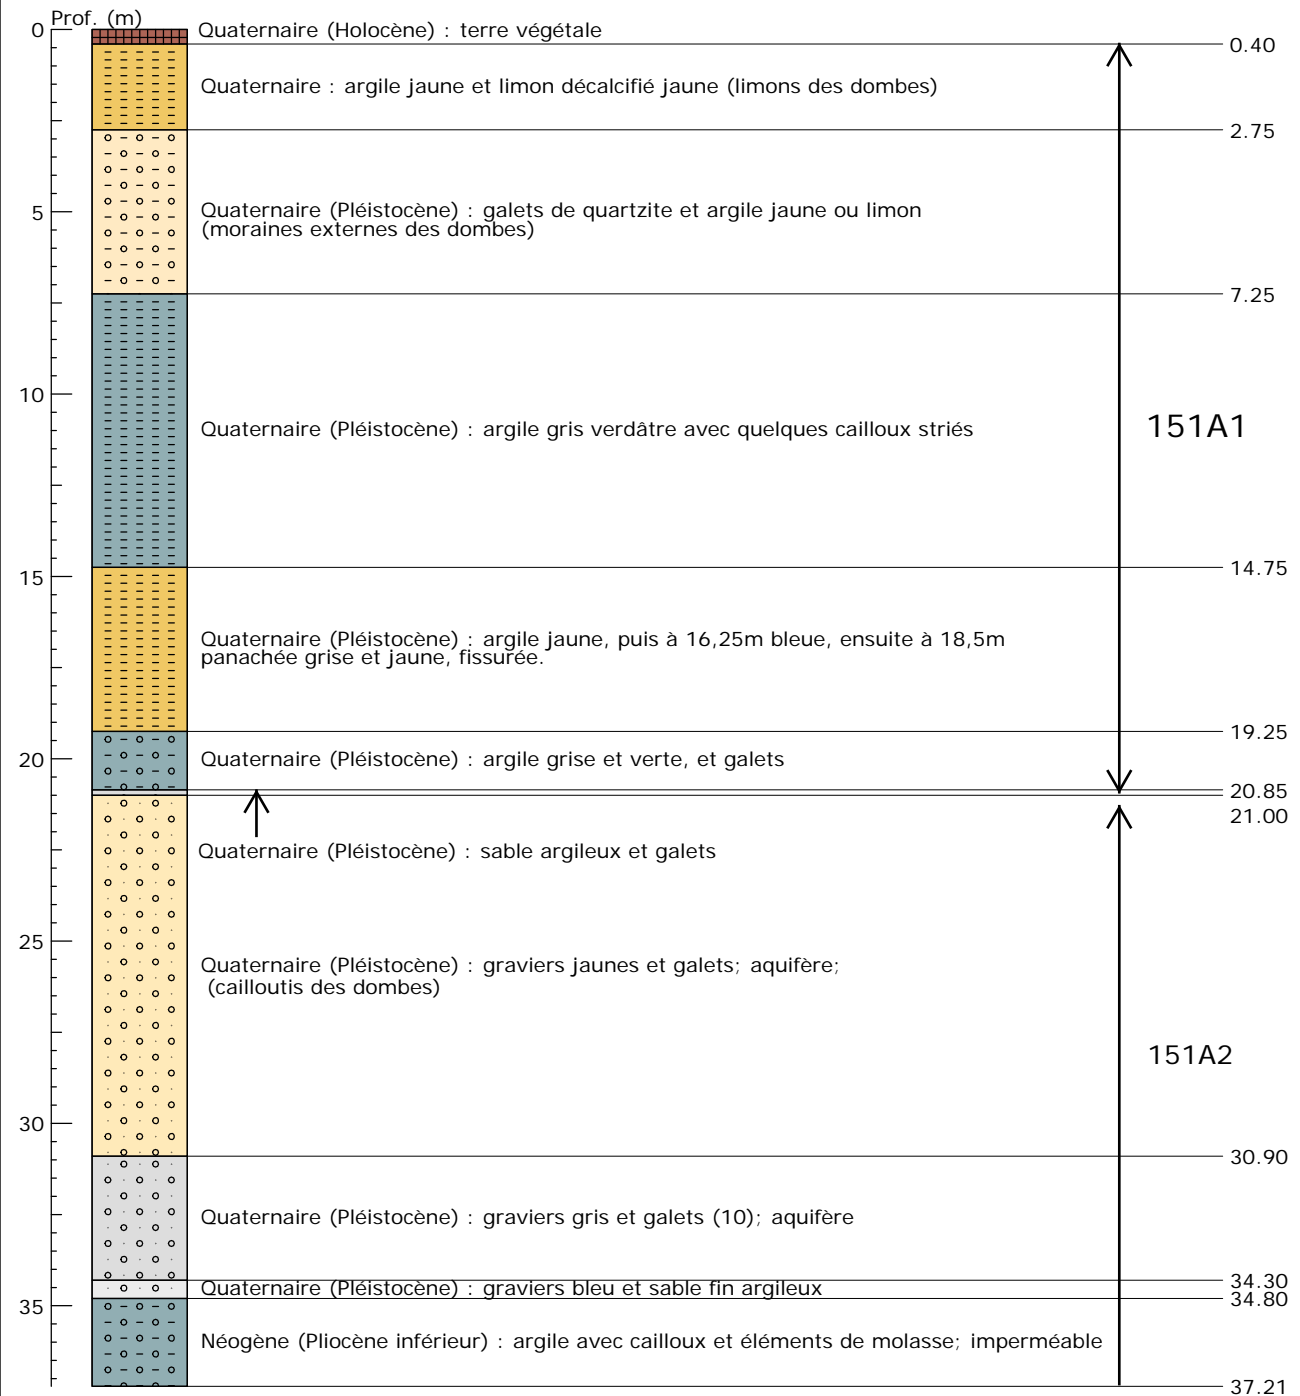 Prof. (m)
0
Quaternaire (Holocène) : terre végétale
0.40
Quaternaire : argile jaune et limon décalcifié jaune (limons des dombes)
2.75
5
Quaternaire (Pléistocène) : galets de quartzite et argile jaune ou limon
(moraines externes des dombes)
7.25
10
Quaternaire (Pléistocène) : argile gris verdâtre avec quelques cailloux striés
151A1
14.75
15
Quaternaire (Pléistocène) : argile jaune, puis à 16,25m bleue, ensuite à 18,5m
panachée grise et jaune, fissurée.
19.25
20
Quaternaire (Pléistocène) : argile grise et verte, et galets
20.85
21.00
Quaternaire (Pléistocène) : sable argileux et galets
25
Quaternaire (Pléistocène) : graviers jaunes et galets; aquifère;
(cailloutis des dombes)
151A2
30
30.90
Quaternaire (Pléistocène) : graviers gris et galets (10); aquifère
34.30
Quaternaire (Pléistocène) : graviers bleu et sable fin argileux
34.80
35
Néogène (Pliocène inférieur) : argile avec cailloux et éléments de molasse; imperméable
37.21